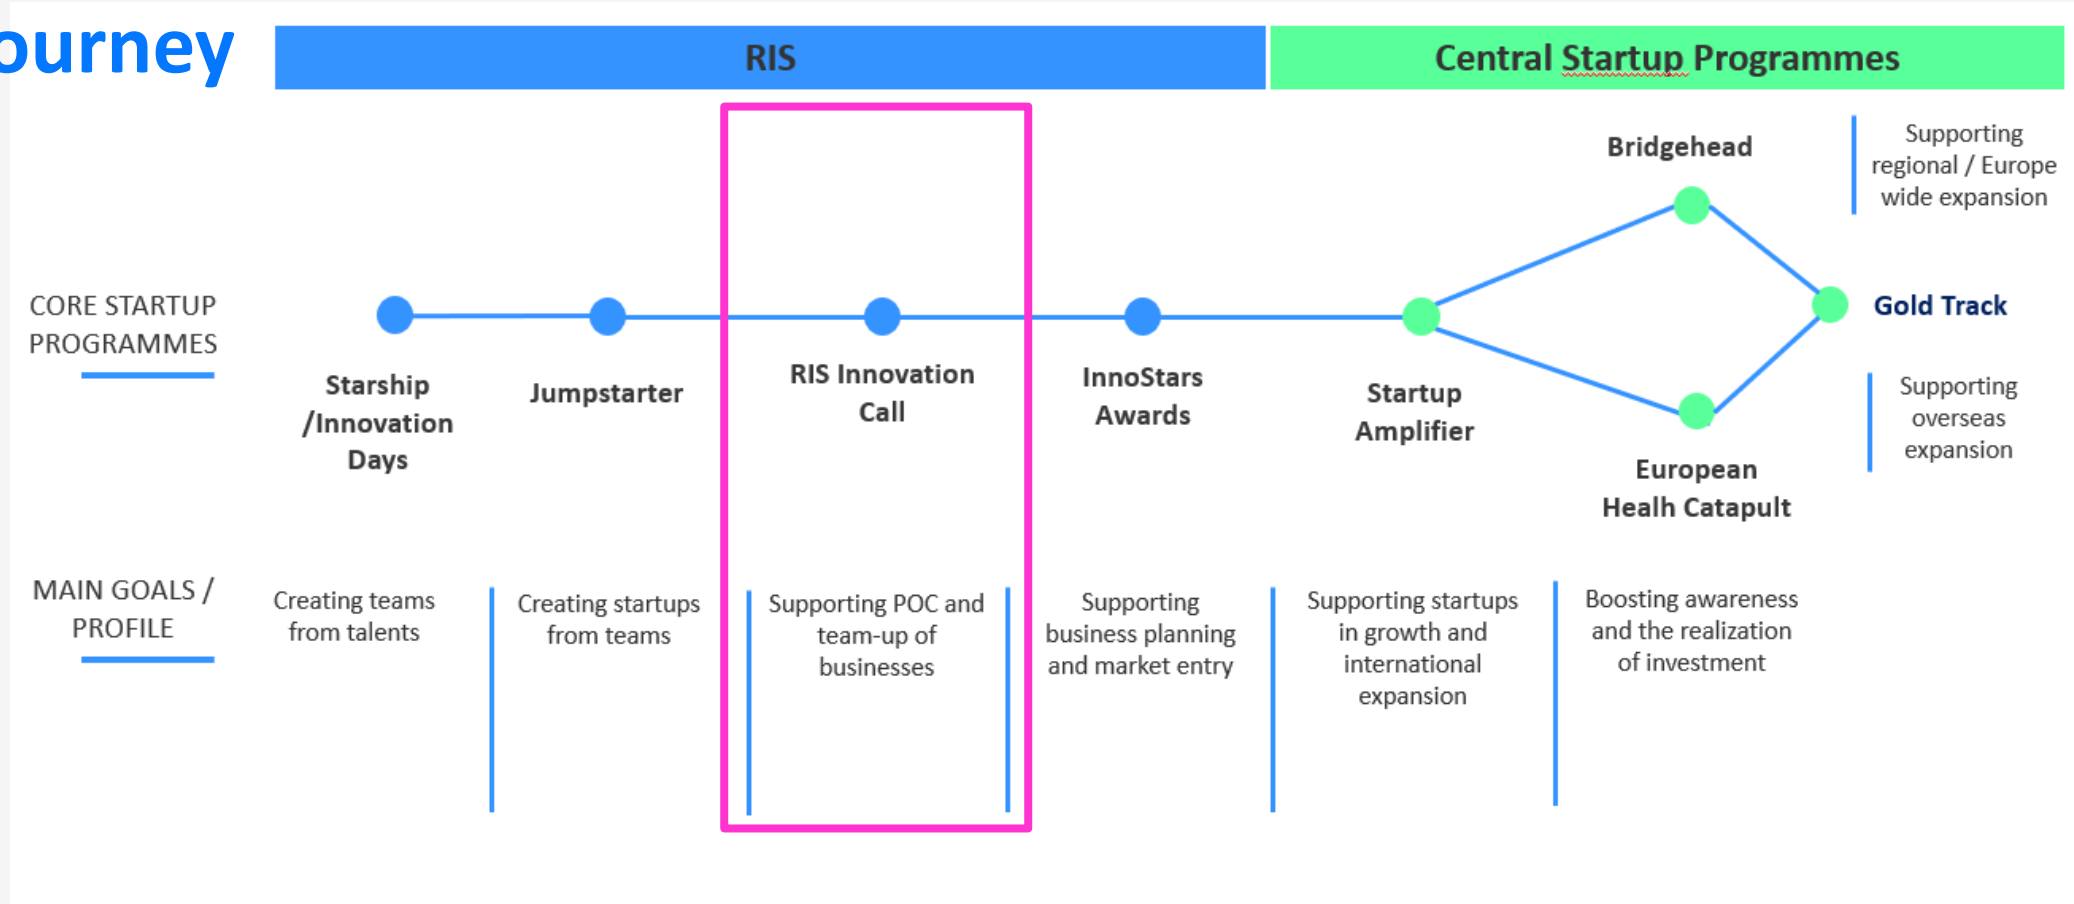 ourney
RIS
Central Startup Programmes
Bridgehead
Supporting
regional / Europe
wide expansion
CORE STARTUP
PROGRAMMES
Starship
/Innovation
Days
Jumpstarter
RIS Innovation
Call
InnoStars
Awards
Startup
Amplifier
Gold Track
European
Healh Catapult
Supporting
overseas
expansion
MAIN GOALS /
PROFILE
Creating teams
from talents
Creating startups
from teams
Supporting POC and
team-up of
businesses
Supporting
business planning
and market entry
Supporting startups
in growth and
international
expansion
Boosting awareness
and the realization
of investment